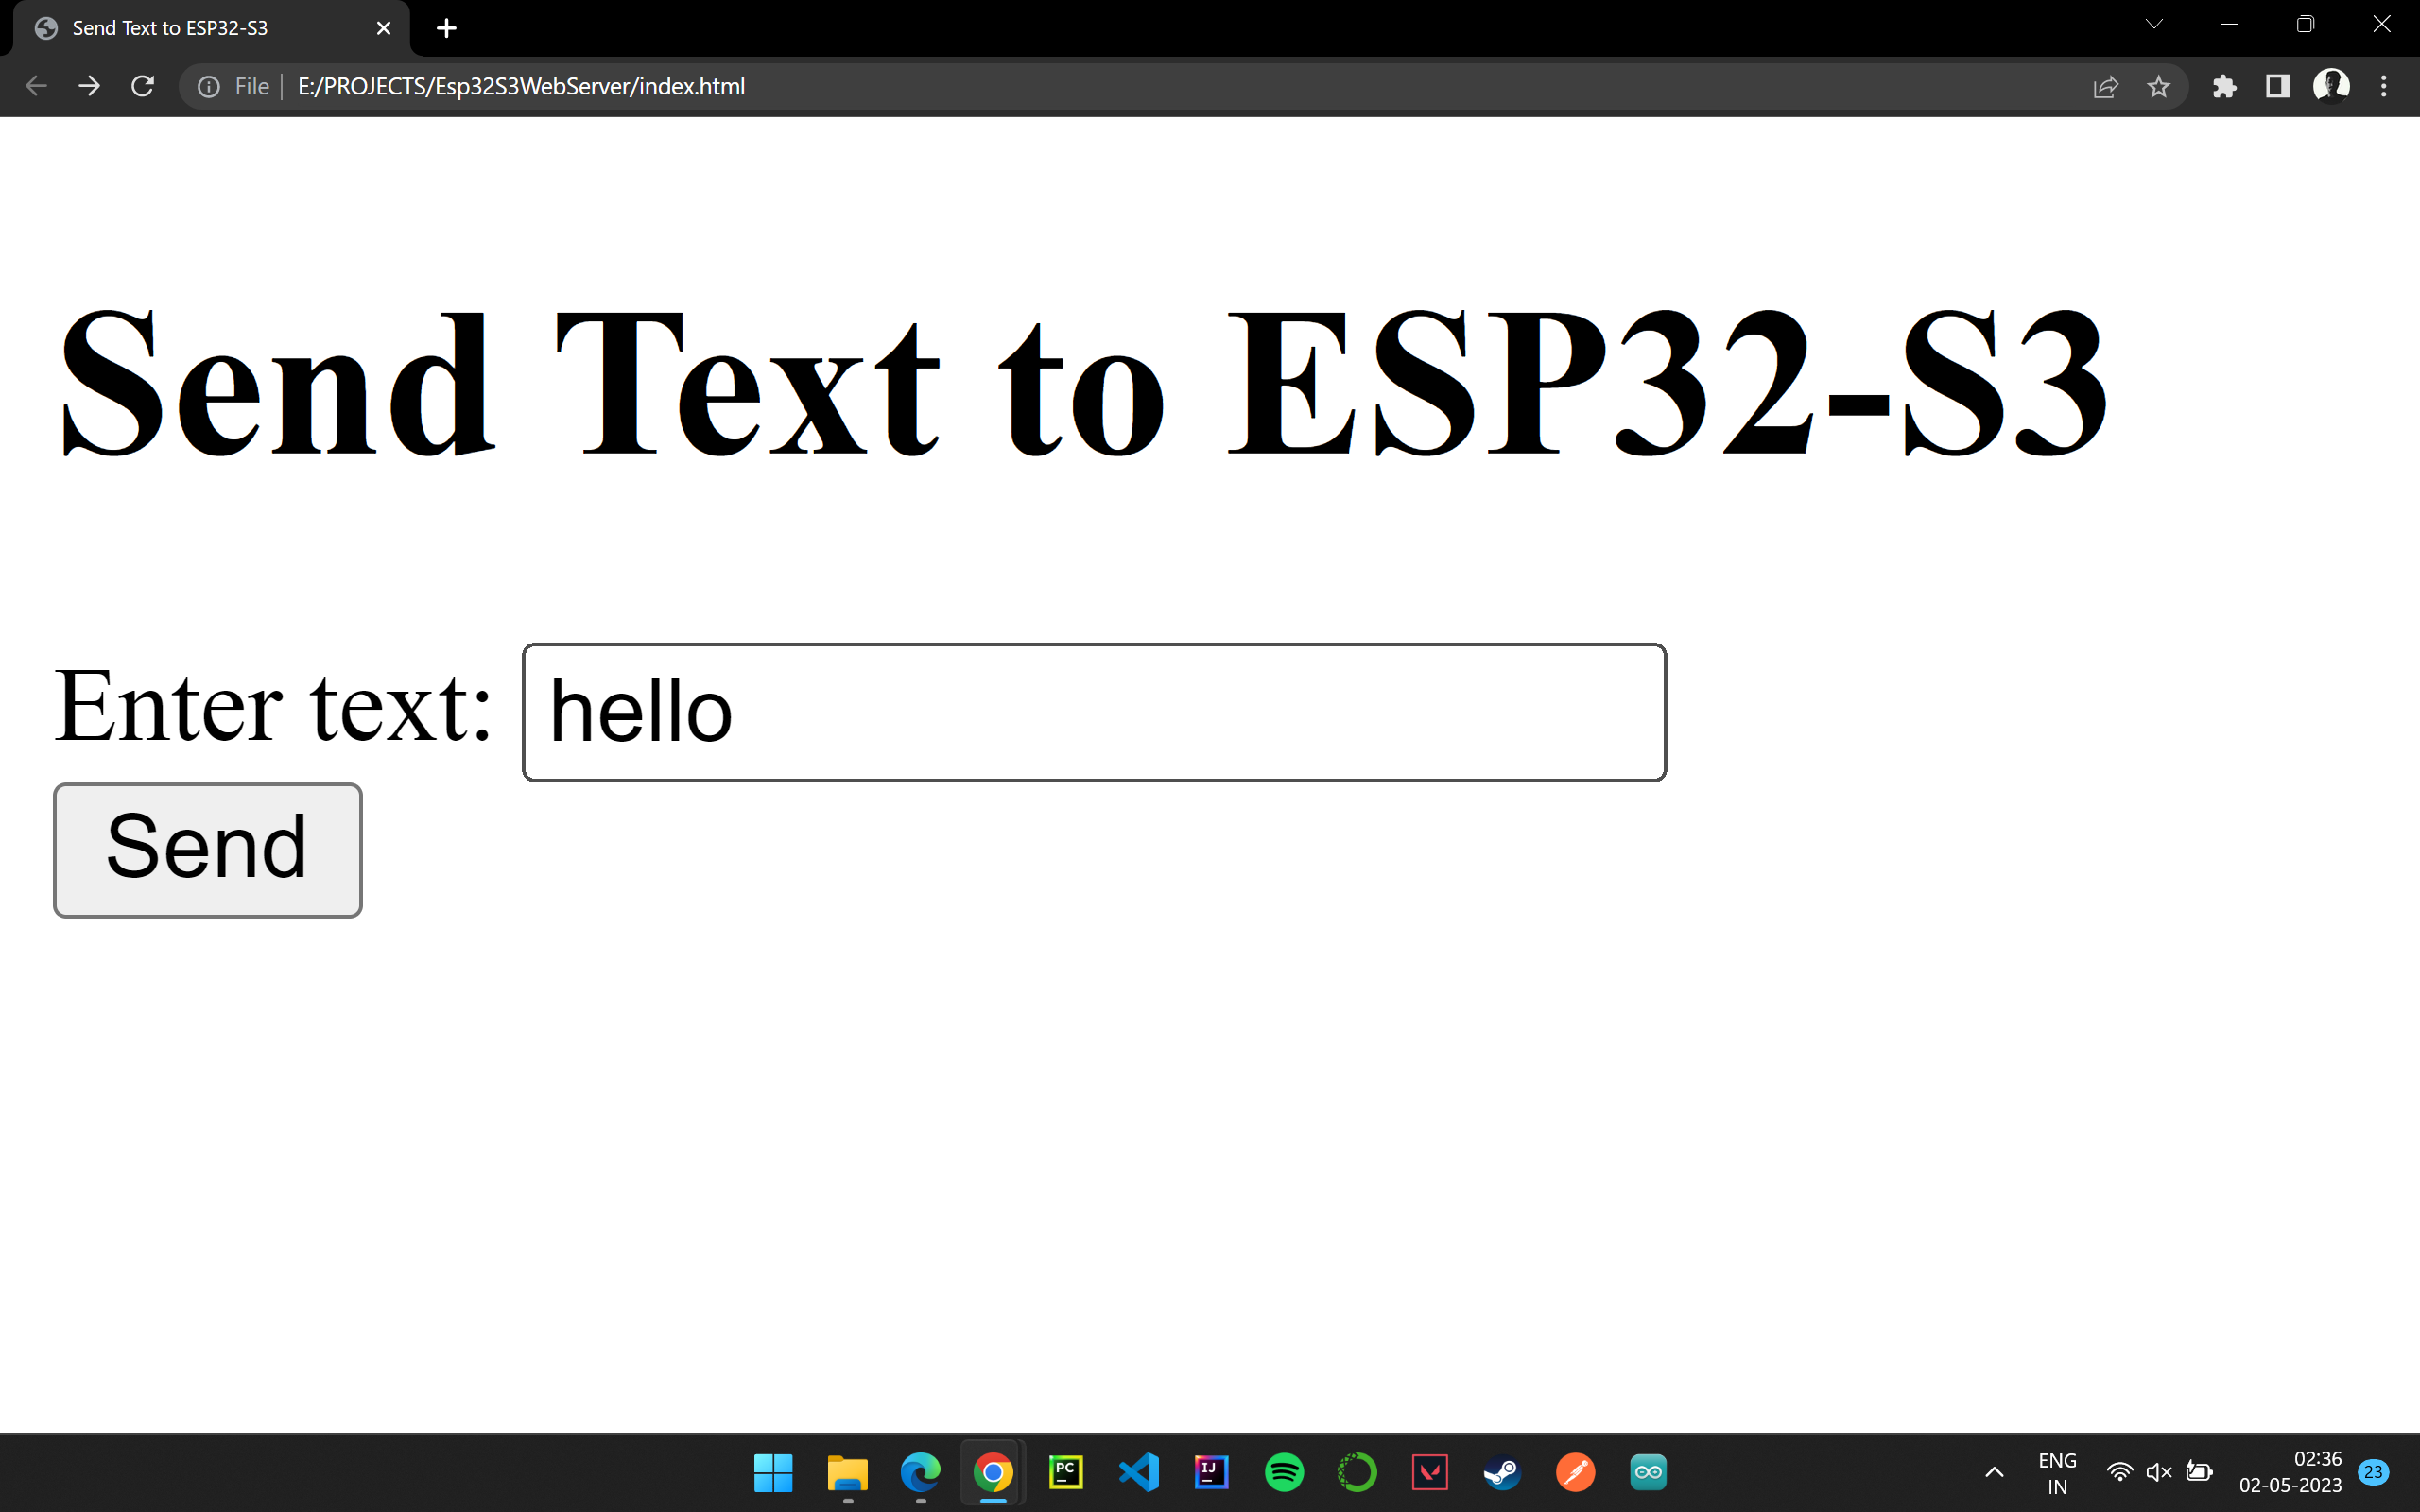 Send Text to ESP32-S3
File | E:/PROJECTS/Esp32S3WebServer/index.html
Send Text to ESP32-S3
Enter text: hello
Send
PC
IJ
ENG
IN
02:36
02-05-2023
23